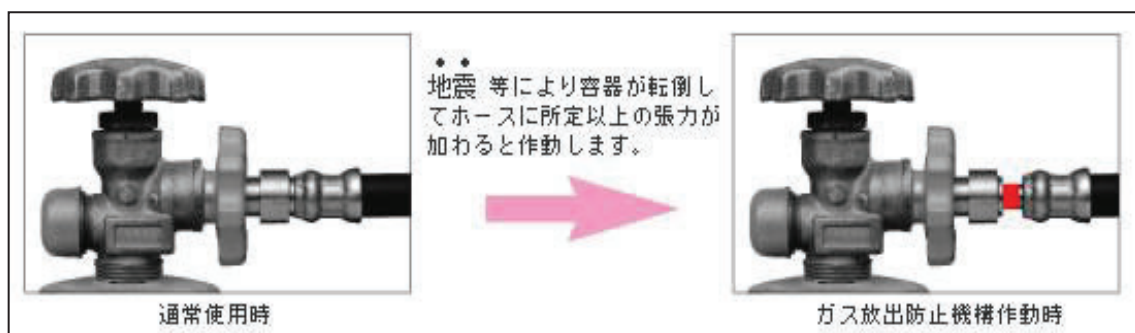 地震 等により容器が転倒し
てホースに所定以上の張力が
加わると作動します。
通常使用時
ガス放出防止機構作動時